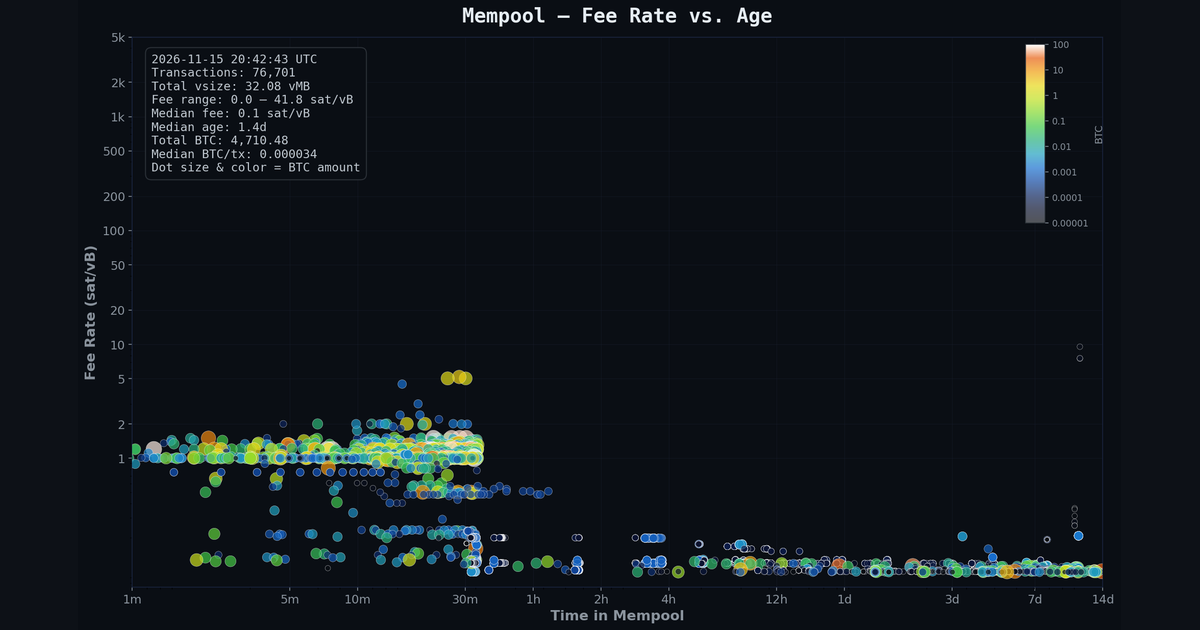 Mempool — Fee Rate vs. Age
2026-11-15 20:42:43 UTC
Transactions: 76,701
Total vsize: 32.08 vMB
Fee range: 0.0 – 41.8 sat/vB
Median fee: 0.1 sat/vB
Median age: 1.4d
Total BTC: 4,710.48
Median BTC/tx: 0.000034
Dot size & color = BTC amount
100
10
1
0.1
0.01
0.001
0.0001
0.00001
BTC
Fee Rate (sat/vB)
5k
2k
1k
500
200
100
50
20
10
5
2
1
1m
5m
10m
30m
1h
2h
4h
12h
1d
3d
7d
14d
Time in Mempool